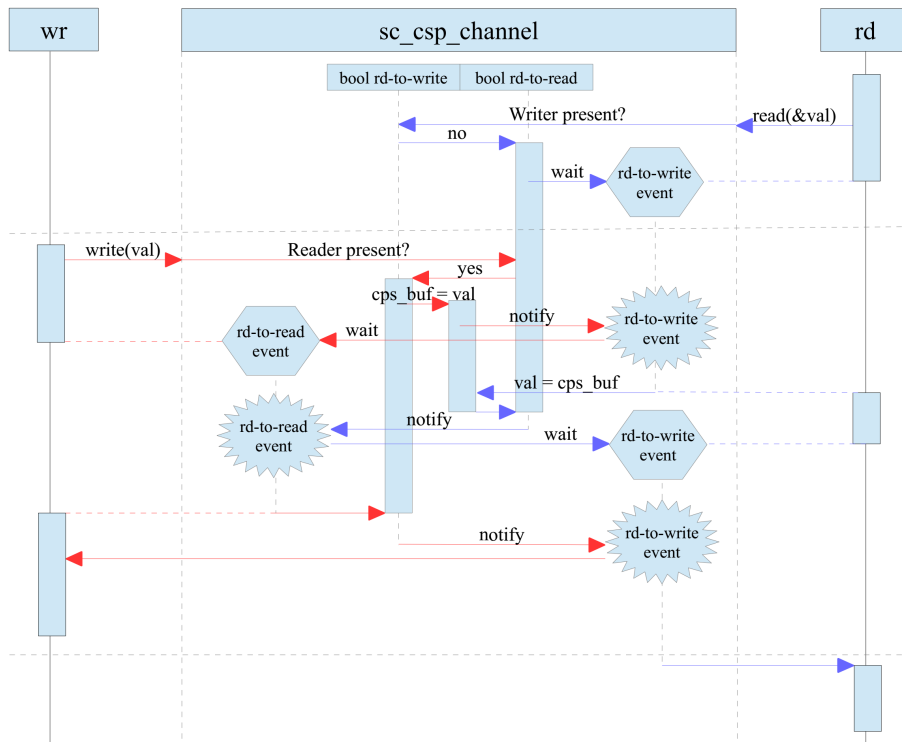 wr
sc_csp_channel
rd
bool rd-to-write
bool rd-to-read
Writer present?
read(&val)
no
wait
rd-to-write
event
write(val)
Reader present?
yes
cps_buf = val
notify
rd-to-write
event
rd-to-read
event
wait
val = cps_buf
rd-to-read
event
notify
wait
rd-to-write
event
notify
rd-to-write
event